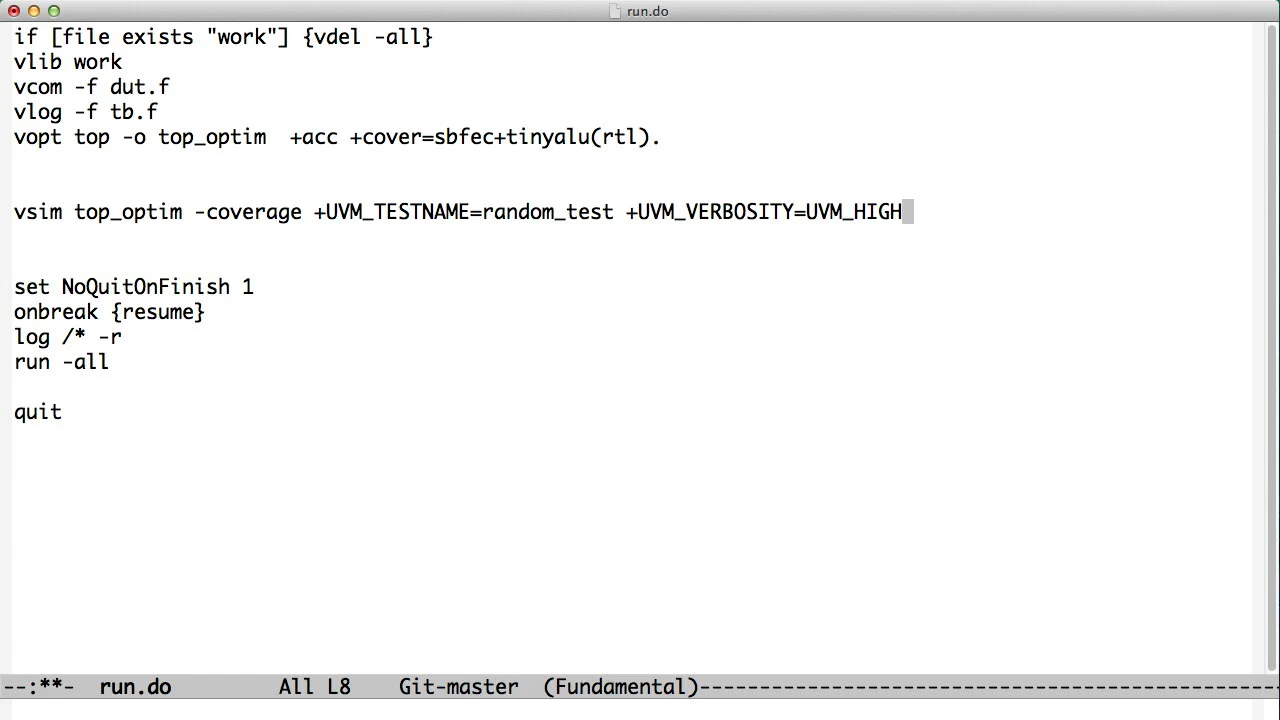 run.do
if [file exists "work"] {vdel -all}
vlib work
vcom -f dut.f
vlog -f tb.f
vopt top -o top_optim  +acc +cover=sbfec+tinyalu(rtl).
vsim top_optim -coverage +UVM_TESTNAME=random_test +UVM_VERBOSITY=UVM_HIGH
set NoQuitOnFinish 1
onbreak {resume}
log /* -r
run -all
quit
--:**-  run.do         All L8    Git-master  (Fundamental)------------------------------------------------